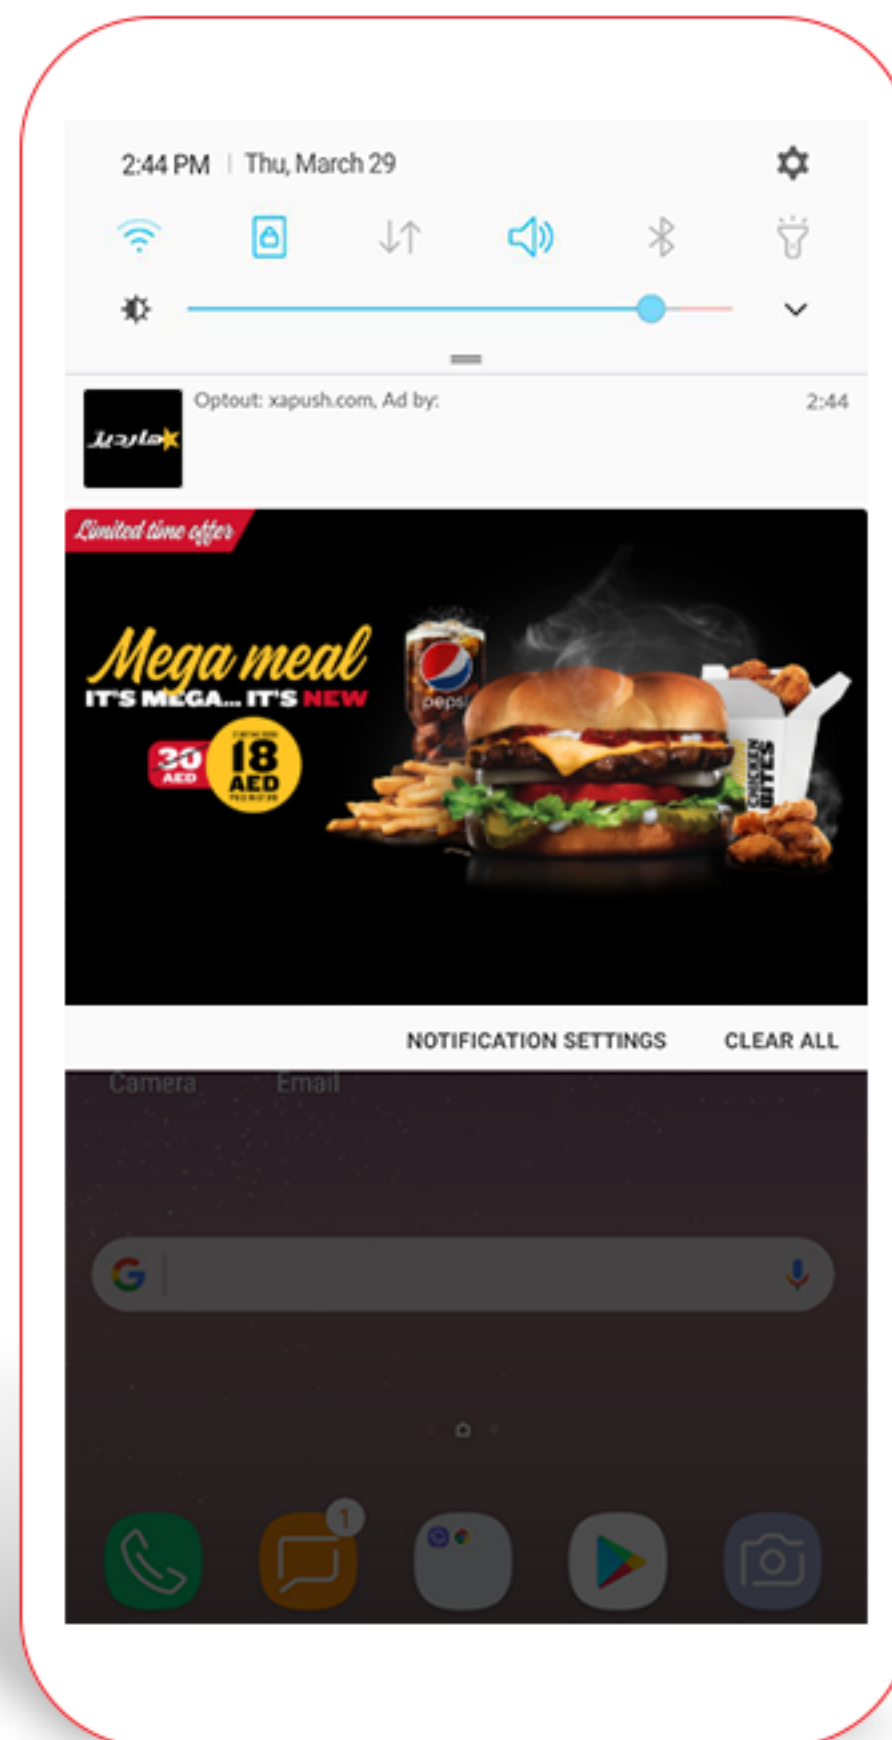 2:44 PM | Thu, March 29
Optout: xapush.com, Ad by:
2:44
هارديز
Limited time offer
Mega meal
IT'S MEGA... IT'S NEW
30
AED
18
AED
pepsi
CHICKEN
BITES
NOTIFICATION SETTINGS
CLEAR ALL
Camera
Email
G
1